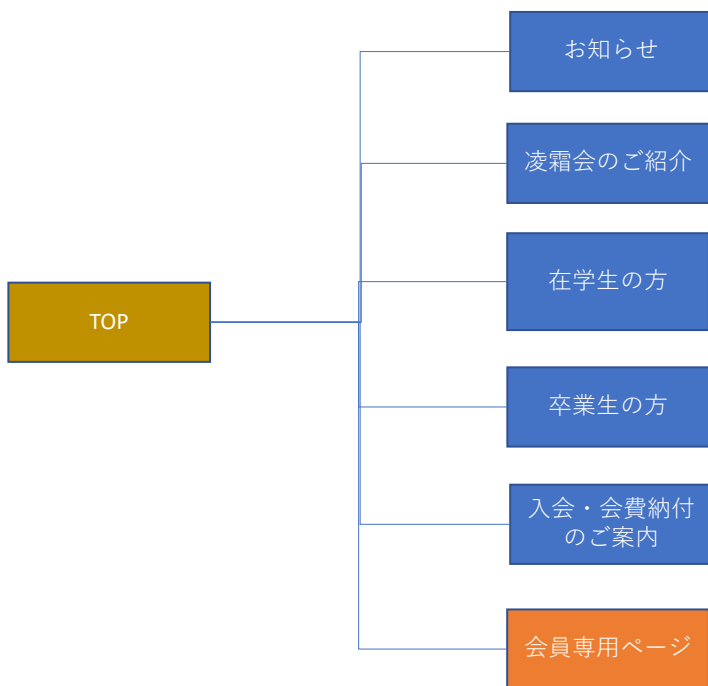 お知らせ
凌霜会のご紹介
在学生の方
TOP
卒業生の方
入会・会費納付
のご案内
会員専用ページ